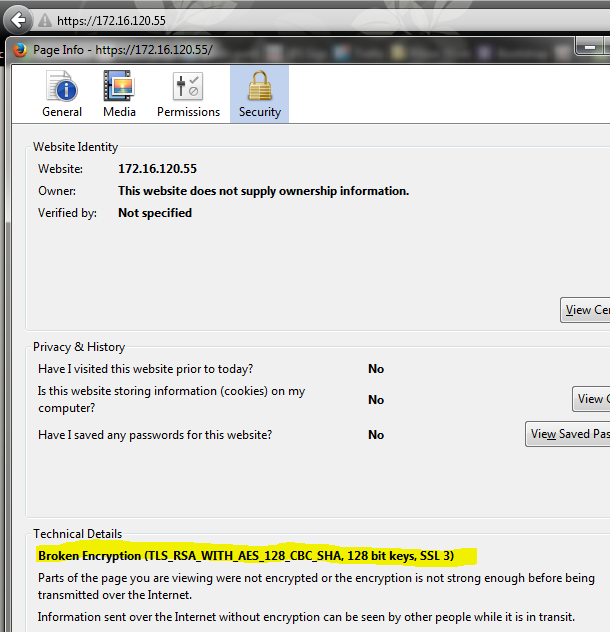 https://172.16.120.55
Page Info - https://172.16.120.55/
General Media Permissions Security
Website Identity
Website: 172.16.120.55
Owner: This website does not supply ownership information.
Verified by: Not specified
View Cer
Privacy & History
Have I visited this website prior to today? No
Is this website storing information (cookies) on my
computer?
No
View C
Have I saved any passwords for this website? No
View Saved Pas
Technical Details
Broken Encryption (TLS_RSA_WITH_AES_128_CBC_SHA, 128 bit keys, SSL 3)
Parts of the page you are viewing were not encrypted or the encryption is not strong enough before being
transmitted over the Internet.
Information sent over the Internet without encryption can be seen by other people while it is in transit.